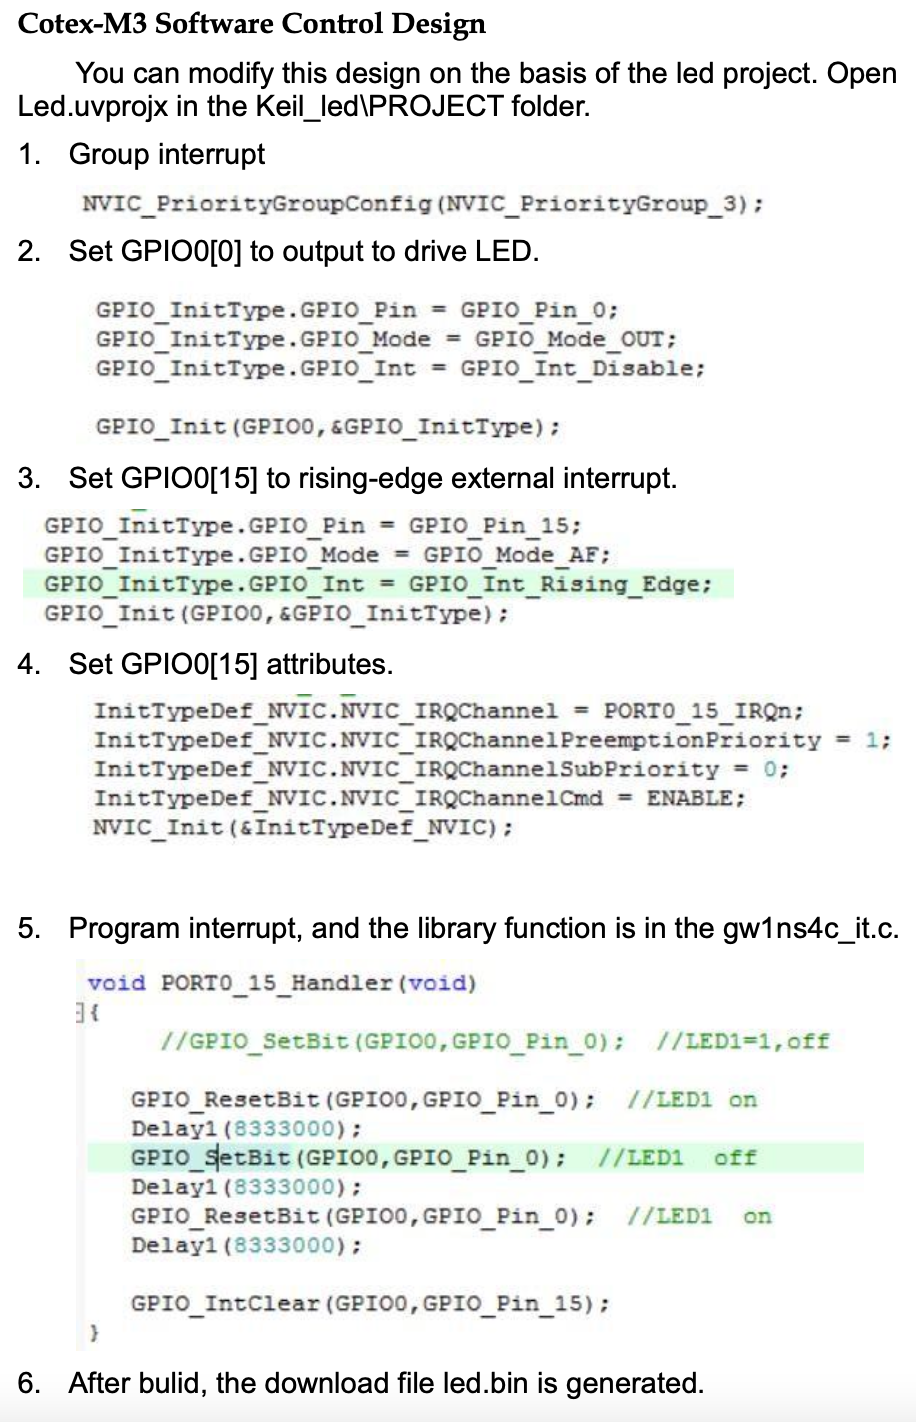 Cotex-M3 Software Control Design
You can modify this design on the basis of the led project. Open
Led.uvprojx in the Keil_led\PROJECT folder.
1. Group interrupt
NVIC_PriorityGroupConfig(NVIC_PriorityGroup_3);
2. Set GPIO0[0] to output to drive LED.
GPIO_InitType.GPIO_Pin = GPIO_Pin_0;
GPIO_InitType.GPIO_Mode = GPIO_Mode_OUT;
GPIO_InitType.GPIO_Int = GPIO_Int_Disable;
GPIO_Init(GPIO0,&GPIO_InitType);
3. Set GPIO0[15] to rising-edge external interrupt.
GPIO_InitType.GPIO_Pin = GPIO_Pin_15;
GPIO_InitType.GPIO_Mode = GPIO_Mode_AF;
GPIO_InitType.GPIO_Int = GPIO_Int_Rising_Edge;
GPIO_Init(GPIO0,&GPIO_InitType);
4. Set GPIO0[15] attributes.
InitTypeDef_NVIC.NVIC_IRQChannel = PORT0_15_IRQn;
InitTypeDef_NVIC.NVIC_IRQChannelPreemptionPriority = 1;
InitTypeDef_NVIC.NVIC_IRQChannelSubPriority = 0;
InitTypeDef_NVIC.NVIC_IRQChannelCmd = ENABLE;
NVIC_Init(&InitTypeDef_NVIC);
5. Program interrupt, and the library function is in the gw1ns4c_it.c.
void PORT0_15_Handler(void)
{
//GPIO_SetBit(GPIO0,GPIO_Pin_0); //LED1=1,off
GPIO_ResetBit(GPIO0,GPIO_Pin_0); //LED1 on
Delay1(8333000);
GPIO_SetBit(GPIO0,GPIO_Pin_0); //LED1 off
Delay1(8333000);
GPIO_ResetBit(GPIO0,GPIO_Pin_0); //LED1 on
Delay1(8333000);
GPIO_IntClear(GPIO0,GPIO_Pin_15);
}
6. After bulid, the download file led.bin is generated.